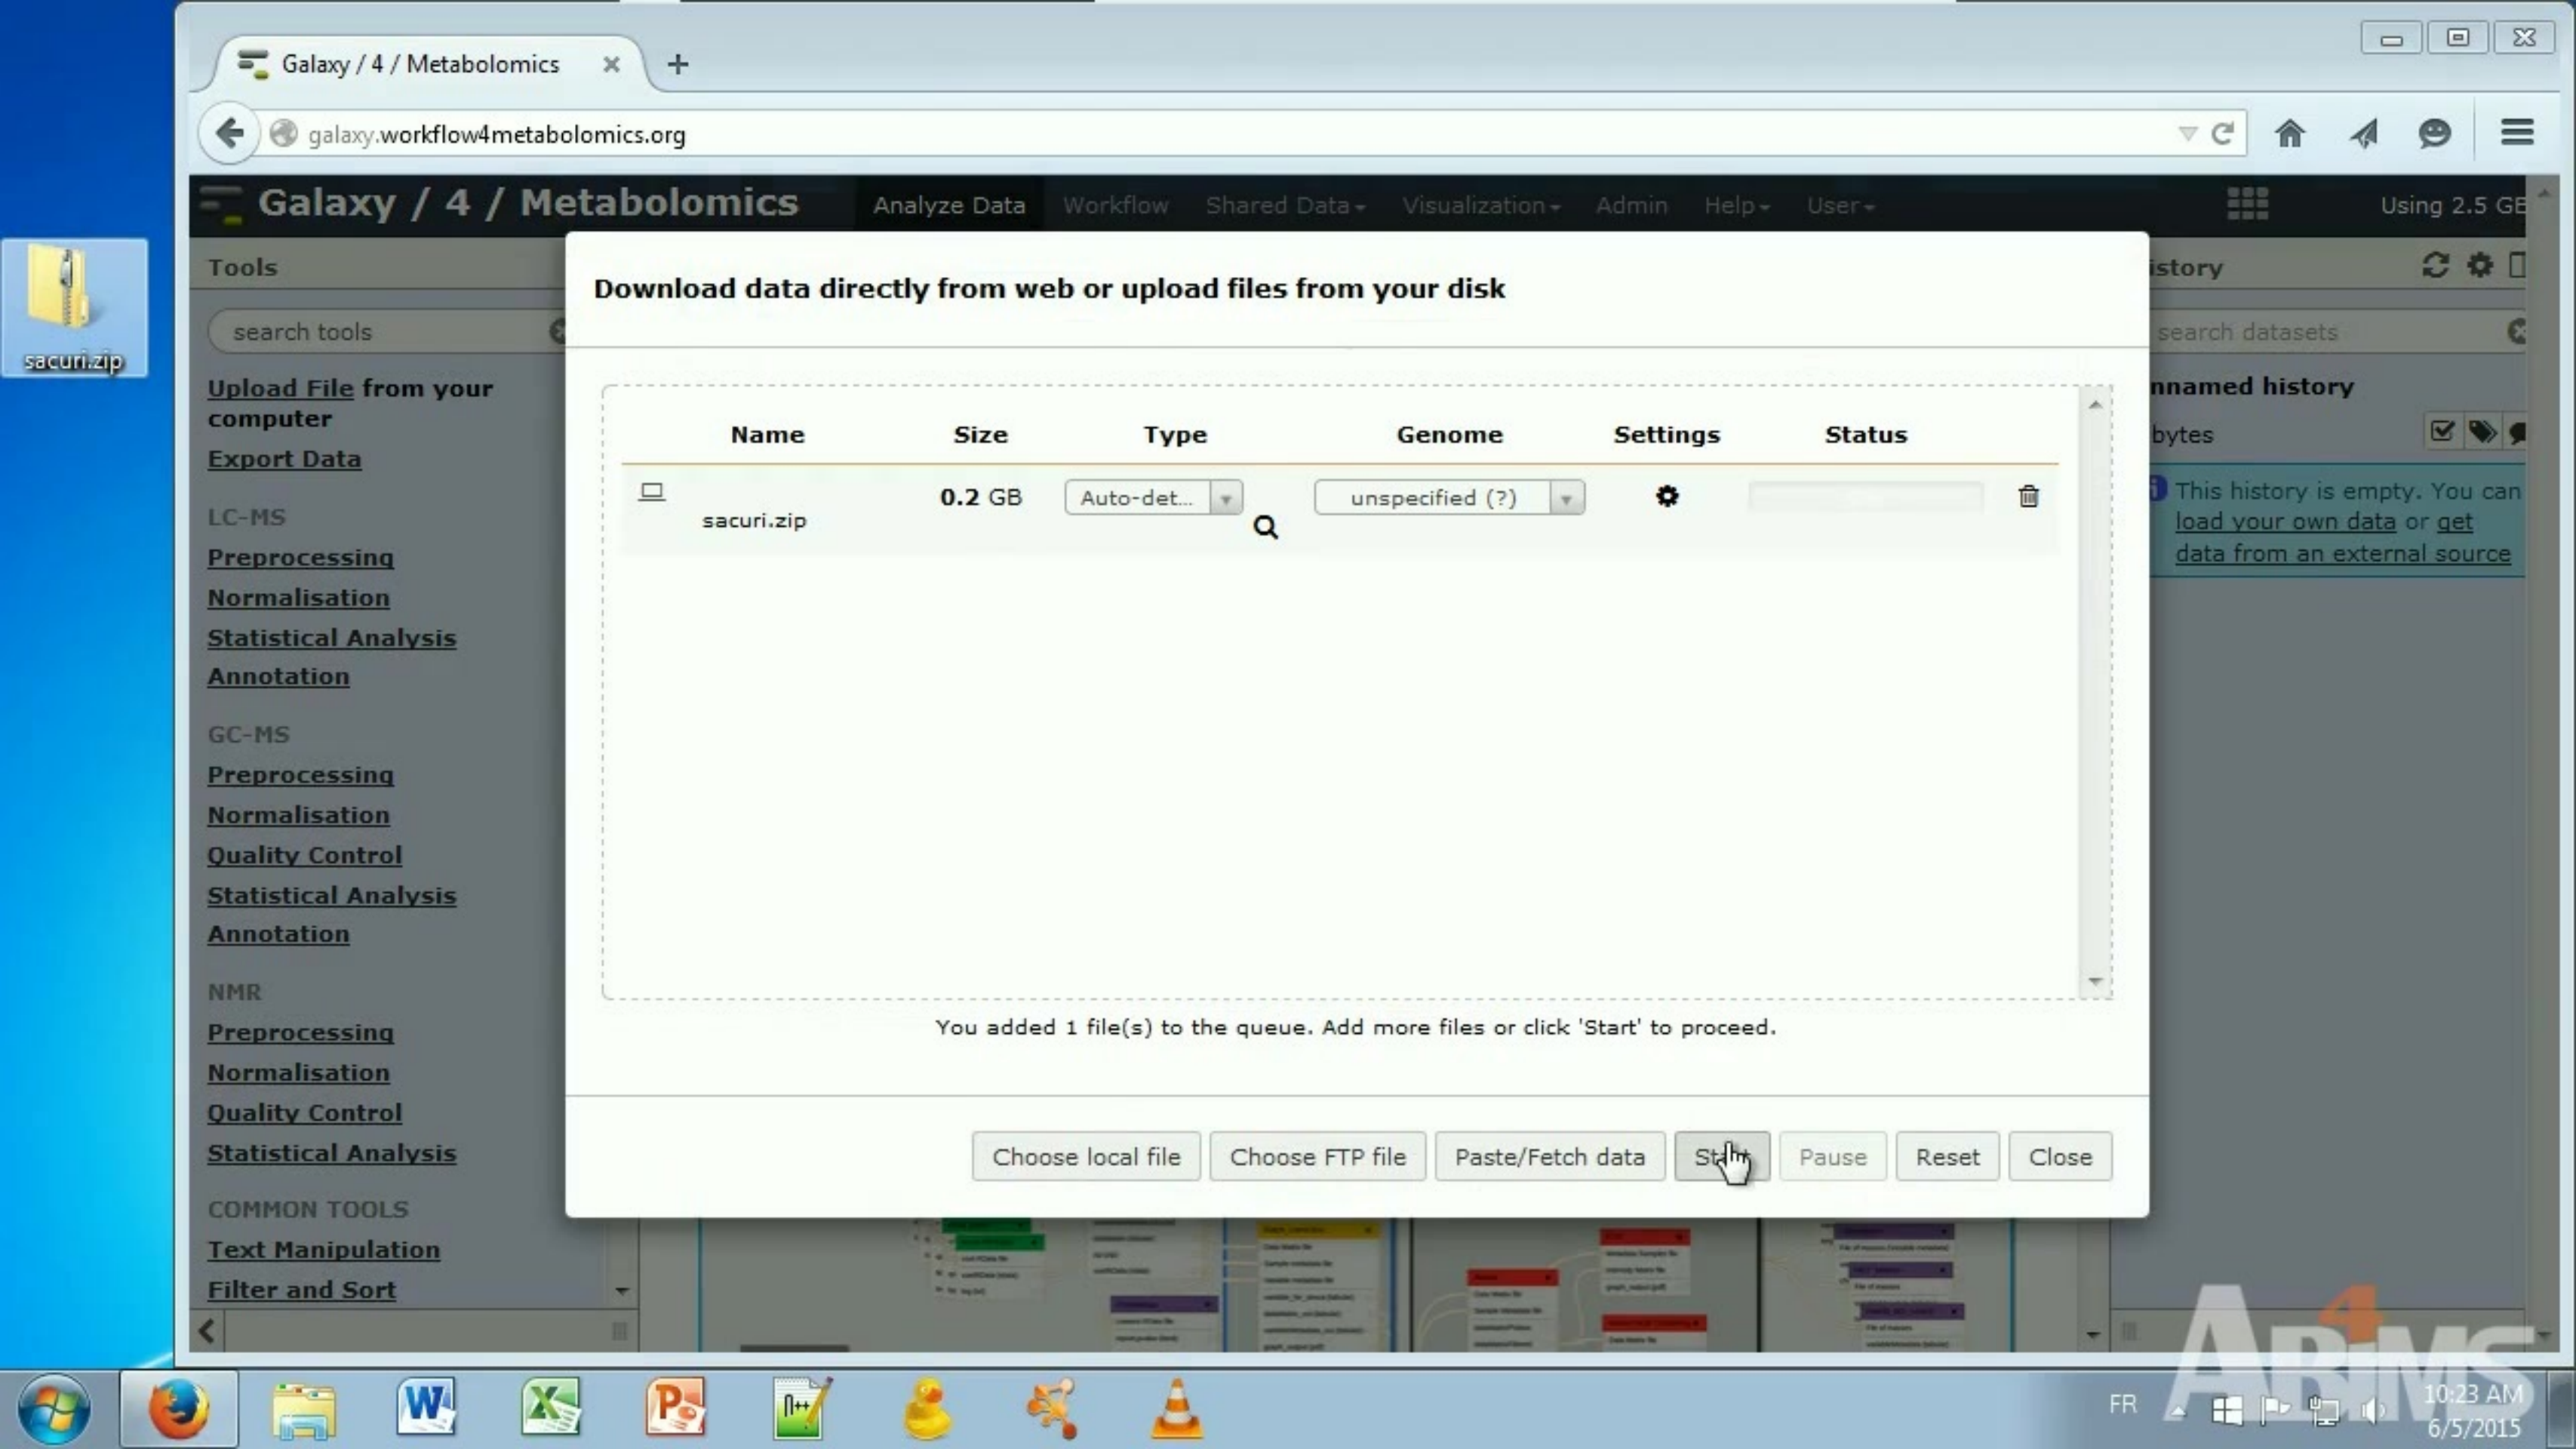 Galaxy / 4 / Metabolomics
galaxy.workflow4metabolomics.org
Galaxy / 4 / Metabolomics
Analyze Data
Workflow
Shared Data
Visualization
Admin
Help
User
Using 2.5 GB
sacuri.zip
Tools
search tools
Upload File from your
computer
Export Data
LC-MS
Preprocessing
Normalisation
Statistical Analysis
Annotation
GC-MS
Preprocessing
Normalisation
Quality Control
Statistical Analysis
Annotation
NMR
Preprocessing
Normalisation
Quality Control
Statistical Analysis
COMMON TOOLS
Text Manipulation
Filter and Sort
Download data directly from web or upload files from your disk
Name Size Type Genome Settings Status
sacuri.zip 0.2 GB Auto-det... unspecified (?)
You added 1 file(s) to the queue. Add more files or click 'Start' to proceed.
Choose local file
Choose FTP file
Paste/Fetch data
Start
Pause
Reset
Close
istory
search datasets
nnamed history
bytes
This history is empty. You can
load your own data or get
data from an external source
ABiMS
4
FR
10:23 AM
6/5/2015